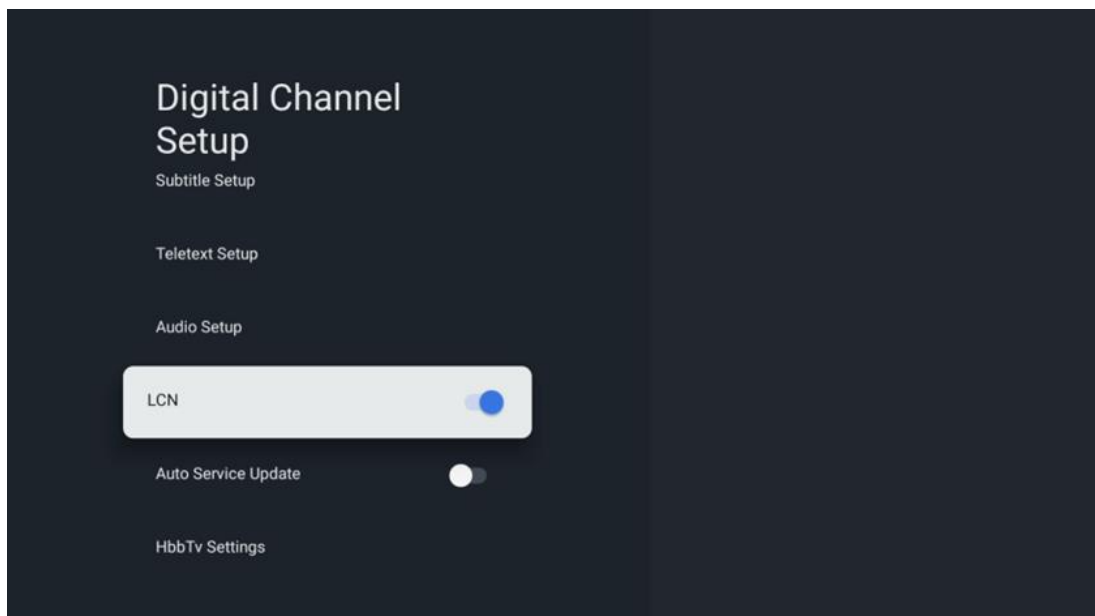 Digital Channel
Setup
Subtitle Setup
Teletext Setup
Audio Setup
LCN
Auto Service Update
HbbTv Settings